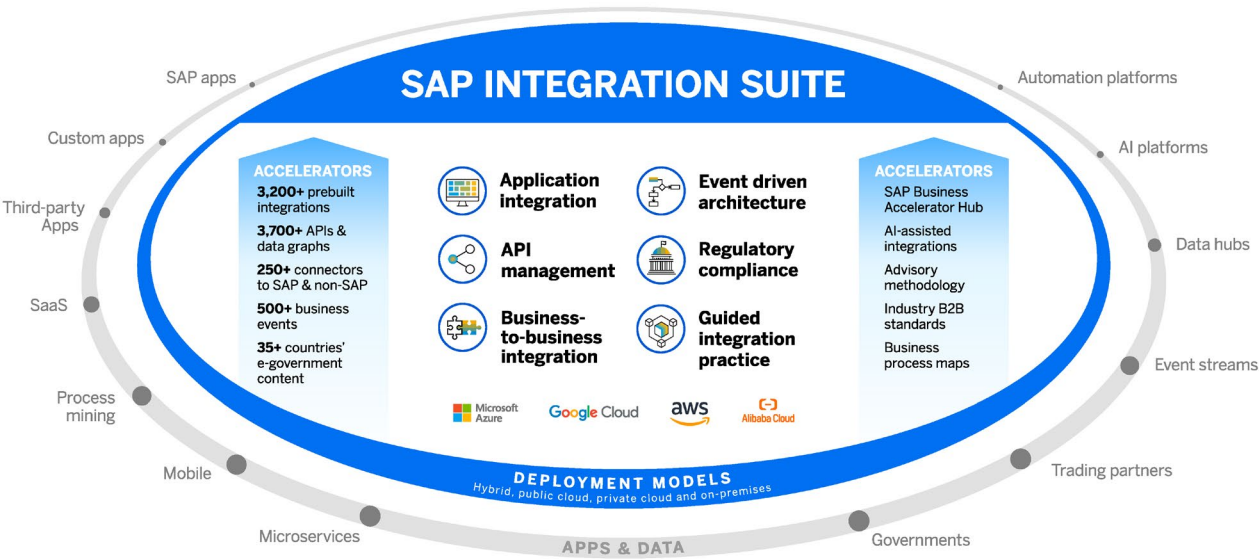 SAP INTEGRATION SUITE
SAP apps
Custom apps
Third-party
Apps
SaaS
Process
mining
Mobile
Microservices
ACCELERATORS
3,200+ prebuilt
integrations
3,700+ APIs &
data graphs
250+ connectors
to SAP & non-SAP
500+ business
events
35+ countries'
e-government
content
Application
integration
API
management
Business-
to-business
integration
Event driven
architecture
Regulatory
compliance
Guided
integration
practice
Microsoft
Azure
Google Cloud
aws
Alibaba Cloud
ACCELERATORS
SAP Business
Accelerator Hub
AI-assisted
integrations
Advisory
methodology
Industry B2B
standards
Business
process maps
Automation platforms
AI platforms
Data hubs
Event streams
Trading partners
Governments
DEPLOYMENT MODELS
Hybrid, public cloud, private cloud and on-premises
APPS & DATA